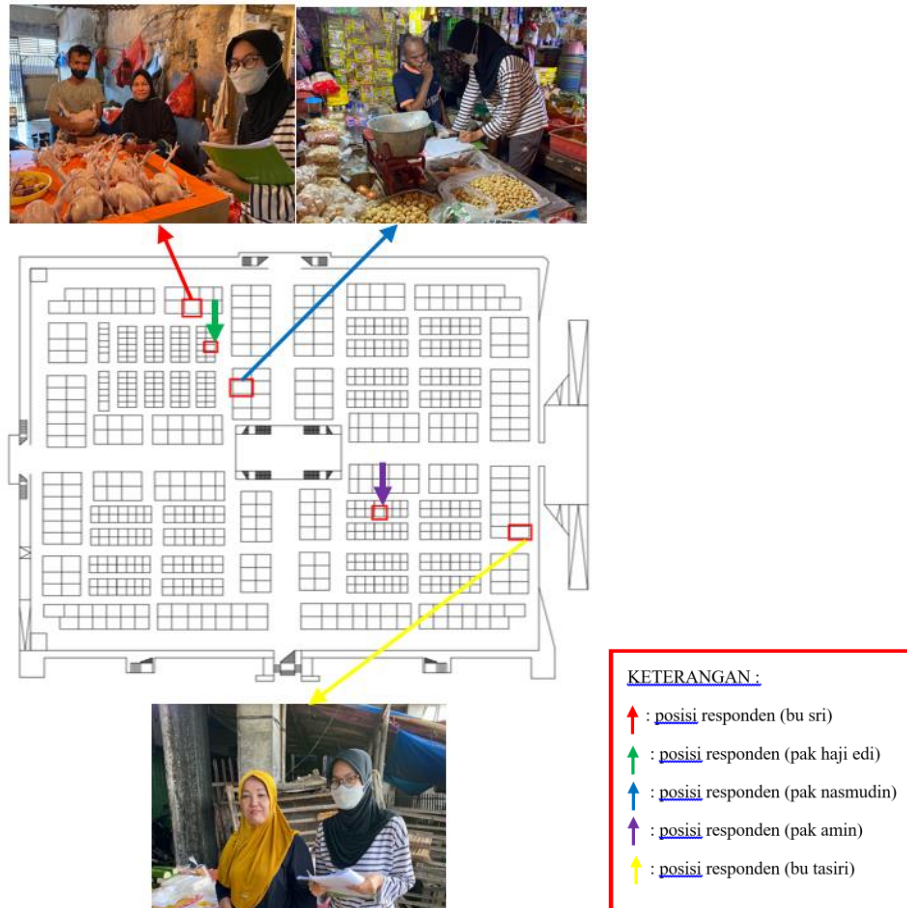 KETERANGAN :
: posisi responden (bu sri)
: posisi responden (pak haji edi)
: posisi responden (pak nasmudin)
: posisi responden (pak amin)
: posisi responden (bu tasiri)